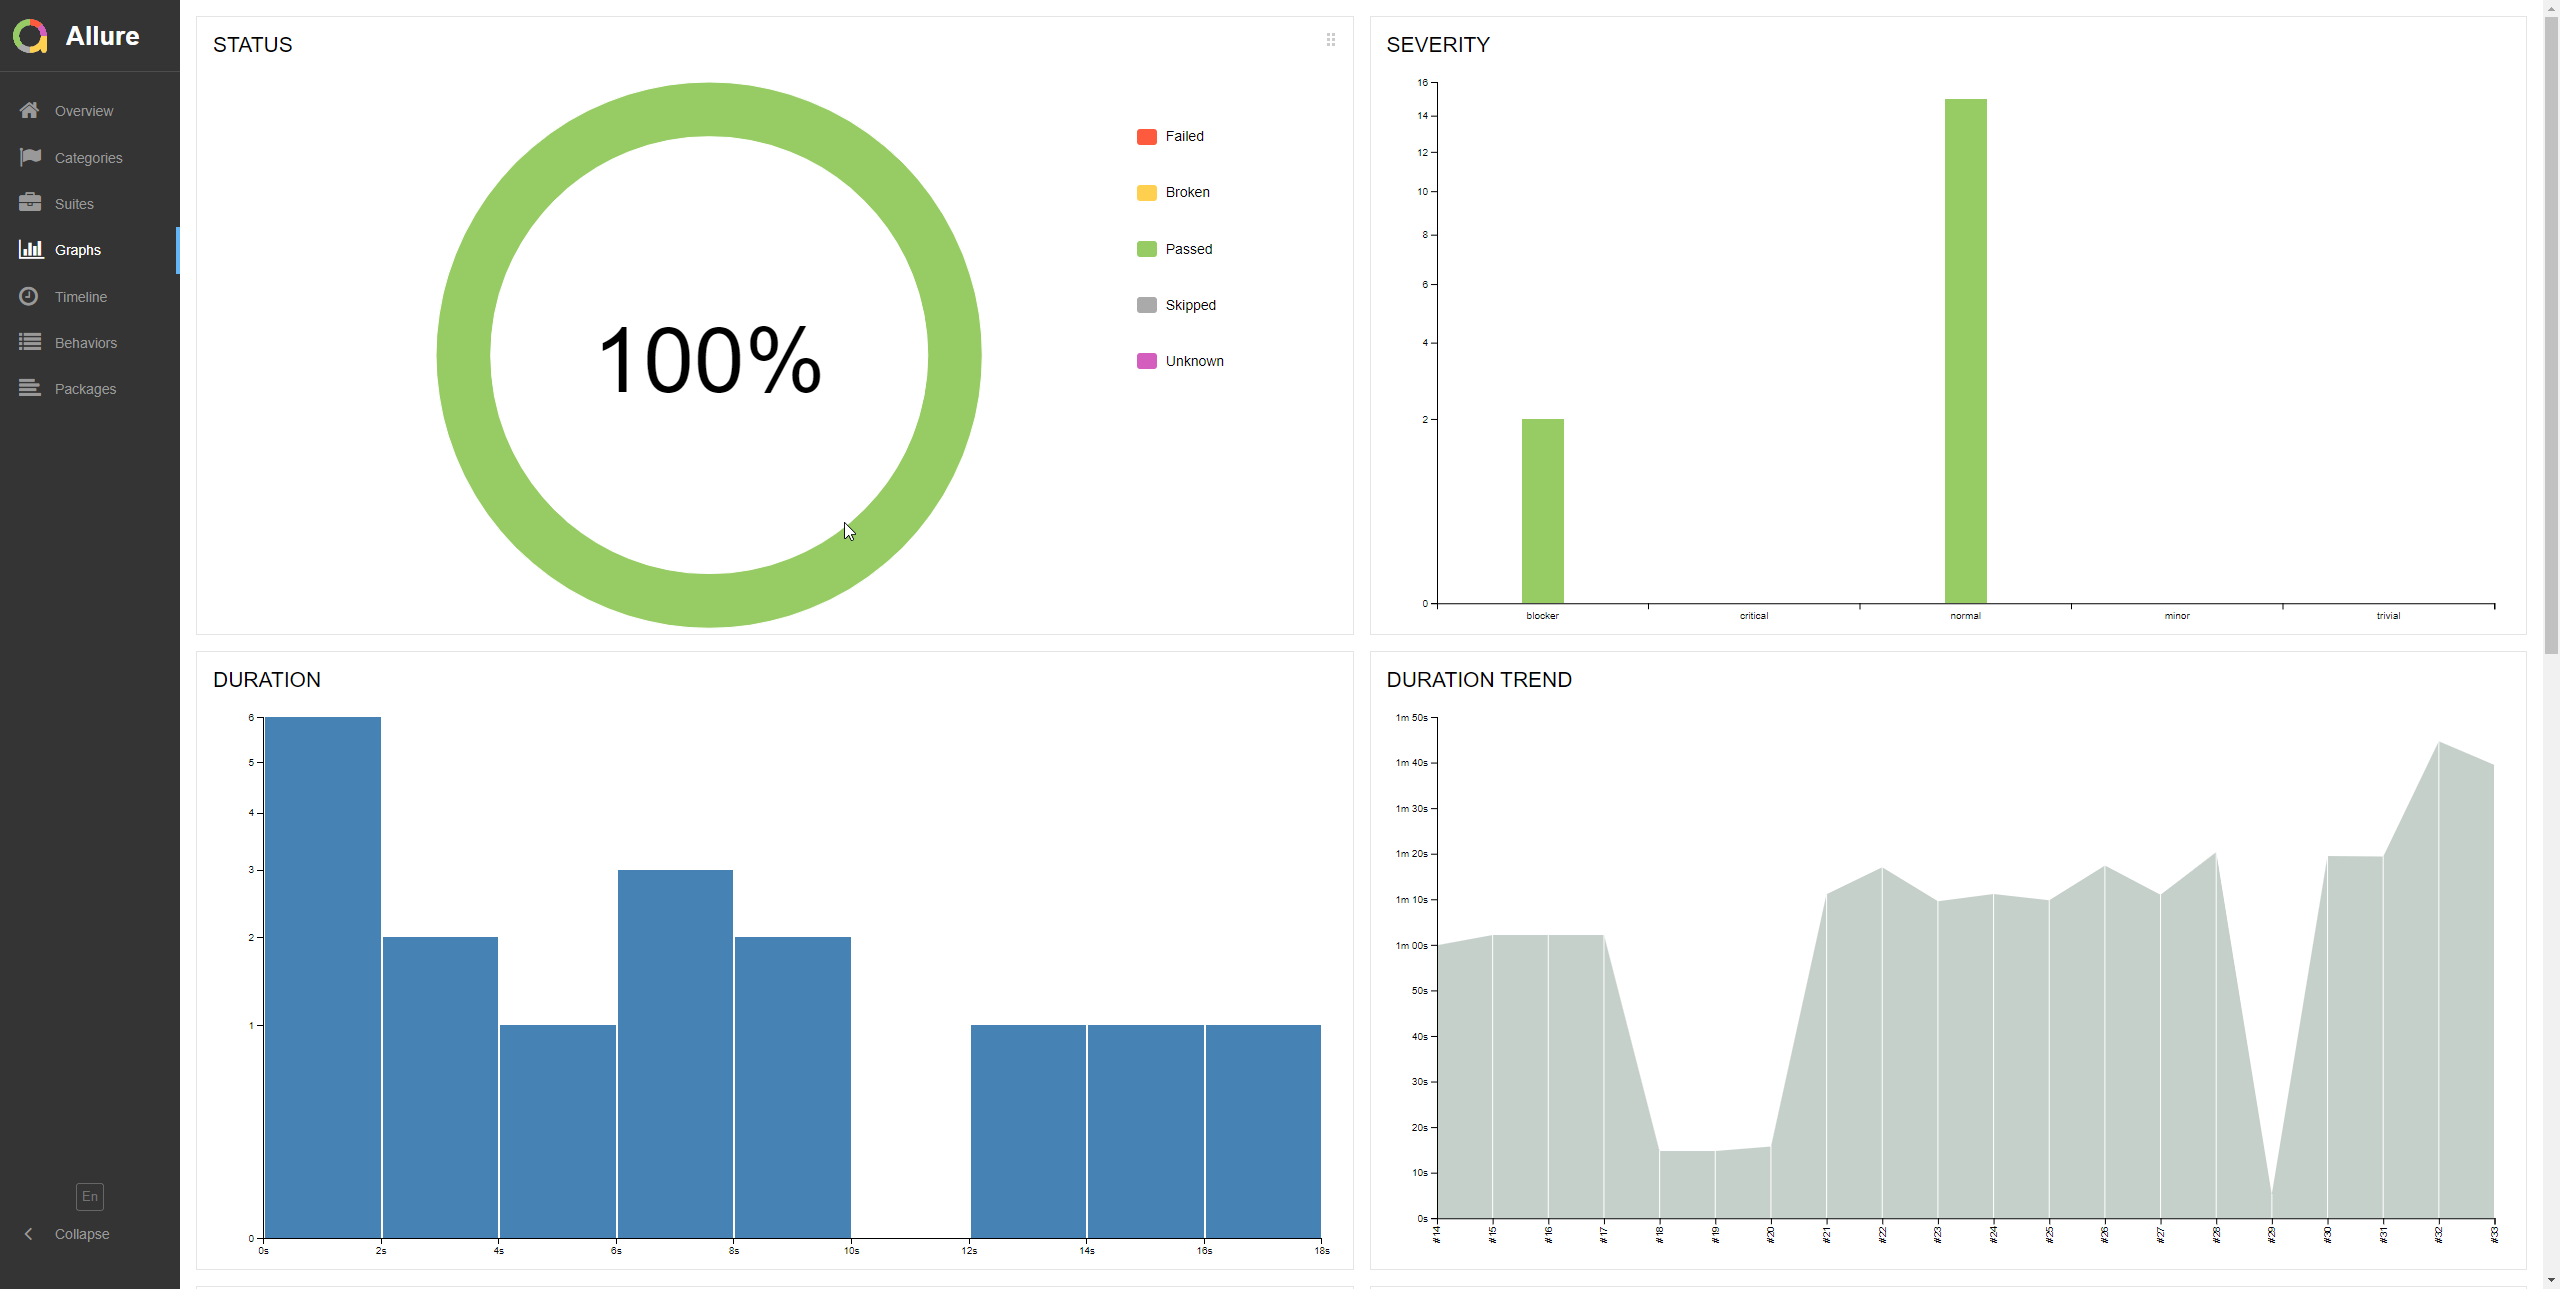 Allure
Overview
Categories
Suites
Graphs
Timeline
Behaviors
Packages
En
Collapse
STATUS
100%
Failed
Broken
Passed
Skipped
Unknown
SEVERITY
16
14
12
10
8
6
4
2
0
blocker critical normal minor trivial
DURATION
6
5
4
3
2
1
0
0s 2s 4s 6s 8s 10s 12s 14s 16s 18s
DURATION TREND
1m 50s
1m 40s
1m 30s
1m 20s
1m 10s
1m 00s
50s
40s
30s
20s
10s
0s
#14 #15 #16 #17 #18 #19 #20 #21 #22 #23 #24 #25 #26 #27 #28 #29 #30 #31 #32 #33